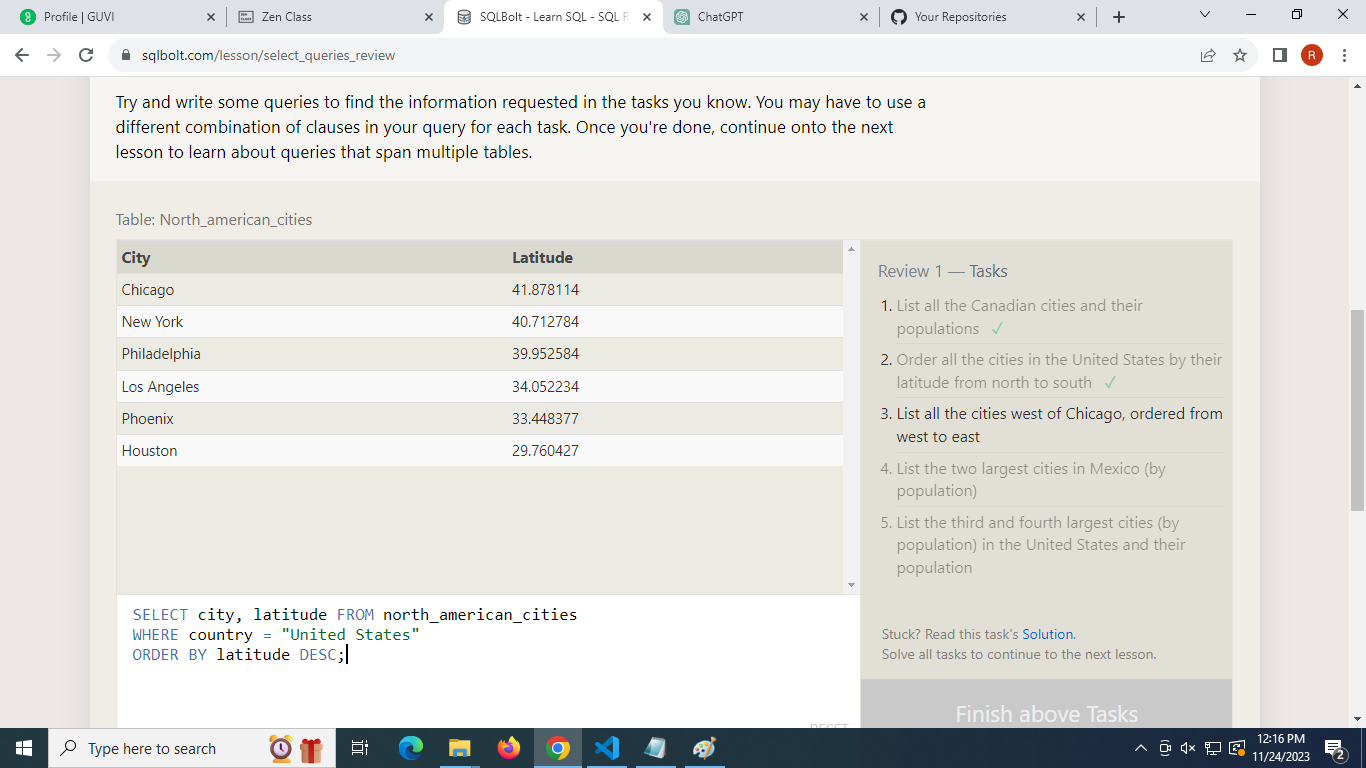 Profile | GUVI
Zen Class
SQLBolt - Learn SQL - SQL R
ChatGPT
Your Repositories
sqlbolt.com/lesson/select_queries_review
R
Try and write some queries to find the information requested in the tasks you know. You may have to use a
different combination of clauses in your query for each task. Once you're done, continue onto the next
lesson to learn about queries that span multiple tables.
Table: North_american_cities
City Latitude
Chicago 41.878114
New York 40.712784
Philadelphia 39.952584
Los Angeles 34.052234
Phoenix 33.448377
Houston 29.760427
SELECT city, latitude FROM north_american_cities
WHERE country = "United States"
ORDER BY latitude DESC;
RESET
Review 1 — Tasks
1. List all the Canadian cities and their
populations ✓
2. Order all the cities in the United States by their
latitude from north to south ✓
3. List all the cities west of Chicago, ordered from
west to east
4. List the two largest cities in Mexico (by
population)
5. List the third and fourth largest cities (by
population) in the United States and their
population
Stuck? Read this task's Solution.
Solve all tasks to continue to the next lesson.
Finish above Tasks
Type here to search
12:16 PM
11/24/2023
2